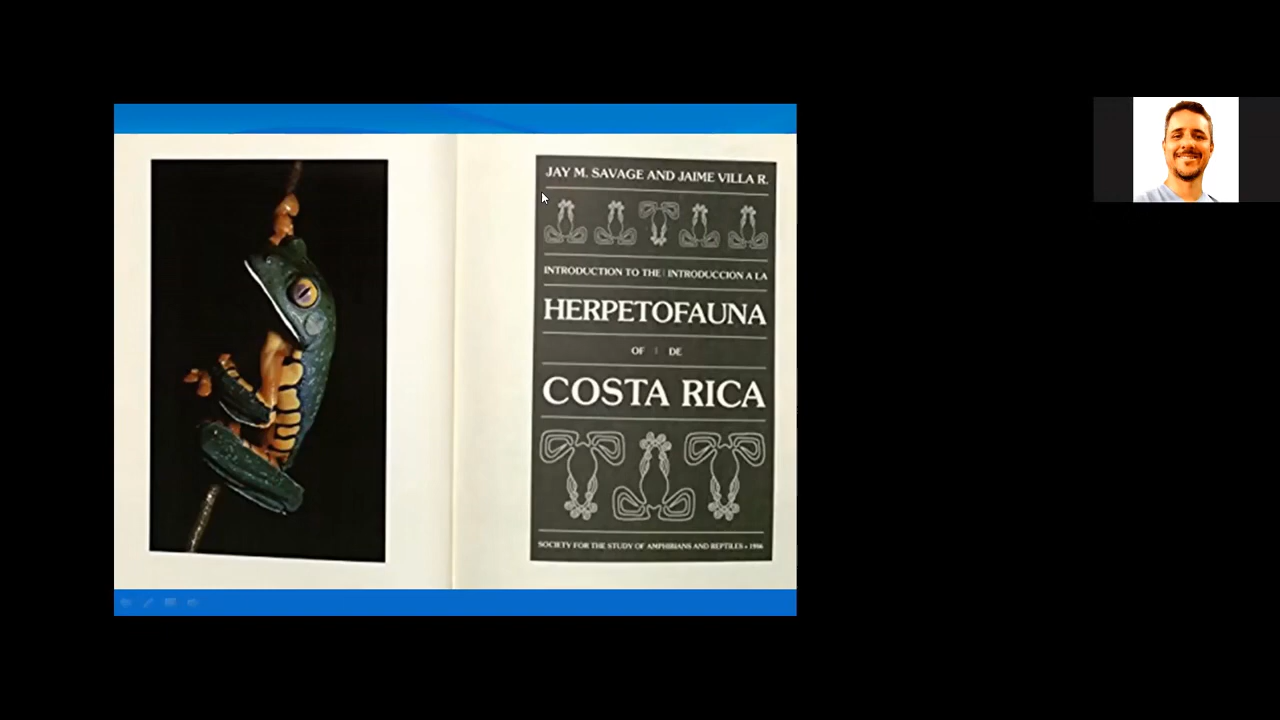 JAY M. SAVAGE AND JAIME VILLA R.
INTRODUCTION TO THE | INTRODUCCION A LA
HERPETOFAUNA
OF | DE
COSTA RICA
SOCIETY FOR THE STUDY OF AMPHIBIANS AND REPTILES • 1986